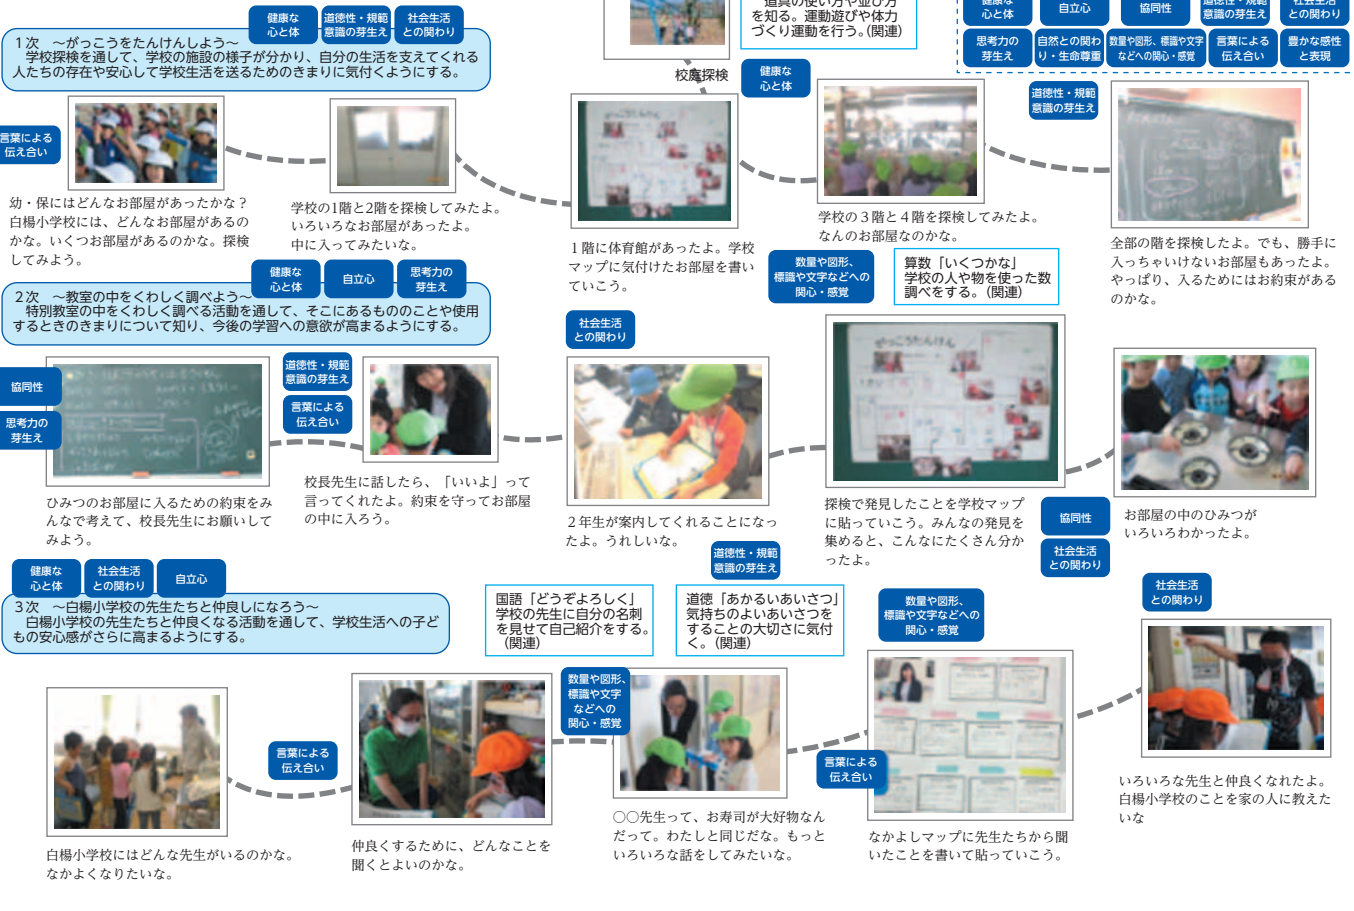 健康な
心と体
道徳性・規範
意識の芽生え
社会生活
との関わり
1次　～がっこうをたんけんしよう～
学校探検を通して、学校の施設の様子が分かり、自分の生活を支えてくれる
人たちの存在や安心して学校生活を送るためのきまりに気付くようにする。
道具の使い方や並び方
を知る。運動遊びや体力
づくり運動を行う。（関連）
健康な
心と体
自立心
協同性
道徳性・規範
意識の芽生え
社会生活
との関わり
思考力の
芽生え
自然との関わ
り・生命尊重
数量や図形、標識や文字
などへの関心・感覚
言葉による
伝え合い
豊かな感性
と表現
校庭探検
健康な
心と体
道徳性・規範
意識の芽生え
言葉による
伝え合い
幼・保にはどんなお部屋があったかな？
白楊小学校には、どんなお部屋があるの
かな。いくつお部屋があるのかな。探検
してみよう。
学校の1階と2階を探検してみたよ。
いろいろなお部屋があったよ。
中に入ってみたいな。
1階に体育館があったよ。学校
マップに気付けたお部屋を書い
ていこう。
学校の３階と４階を探検してみたよ。
なんのお部屋なのかな。
全部の階を探検したよ。でも、勝手に
入っちゃいけないお部屋もあったよ。
やっぱり、入るためにはお約束がある
のかな。
数量や図形、
標識や文字などへの
関心・感覚
算数「いくつかな」
学校の人や物を使った数
調べをする。（関連）
健康な
心と体
自立心
思考力の
芽生え
2次　～教室の中をくわしく調べよう～
特別教室の中をくわしく調べる活動を通して、そこにあるもののことや使用
するときのきまりについて知り、今後の学習への意欲が高まるようにする。
社会生活
との関わり
協同性
思考力の
芽生え
道徳性・規範
意識の芽生え
言葉による
伝え合い
がっこうたんけん
ひみつのお部屋に入るための約束をみ
んなで考えて、校長先生にお願いして
みよう。
校長先生に話したら、「いいよ」って
言ってくれたよ。約束を守ってお部屋
の中に入ろう。
2年生が案内してくれることになっ
たよ。うれしいな。
探検で発見したことを学校マップ
に貼っていこう。みんなの発見を
集めると、こんなにたくさん分か
ったよ。
協同性
社会生活
との関わり
お部屋の中のひみつが
いろいろわかったよ。
道徳性・規範
意識の芽生え
健康な
心と体
社会生活
との関わり
自立心
3次　～白楊小学校の先生たちと仲良しになろう～
白楊小学校の先生たちと仲良くなる活動を通して、学校生活への子ど
もの安心感がさらに高まるようにする。
国語「どうぞよろしく」
学校の先生に自分の名刺
を見せて自己紹介をする。
（関連）
道徳「あかるいあいさつ」
気持ちのよいあいさつを
することの大切さに気付
く。（関連）
数量や図形、
標識や文字などへの
関心・感覚
社会生活
との関わり
言葉による
伝え合い
数量や図形、
標識や文字
などへの
関心・感覚
言葉による
伝え合い
白楊小学校にはどんな先生がいるのかな。
なかよくなりたいな。
仲良くするために、どんなことを
聞くとよいのかな。
〇〇先生って、お寿司が大好物なん
だって。わたしと同じだな。もっと
いろいろな話をしてみたいな。
なかよしマップに先生たちから聞
いたことを書いて貼っていこう。
いろいろな先生と仲良くなれたよ。
白楊小学校のことを家の人に教えた
いな